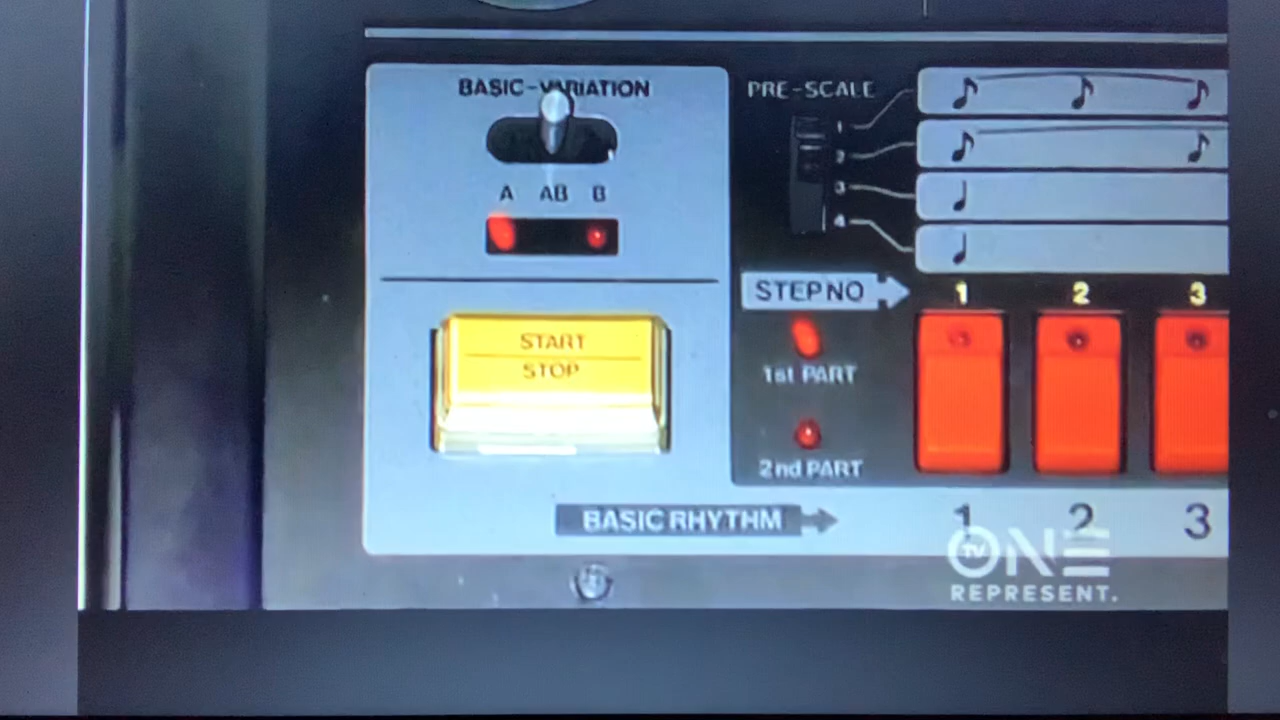 BASIC-VARIATION
A AB B
START
STOP
PRE-SCALE
1
2
3
4
STEP NO
1 2 3
1st PART
2nd PART
BASIC RHYTHM
1 2 3
TV ONE
REPRESENT.